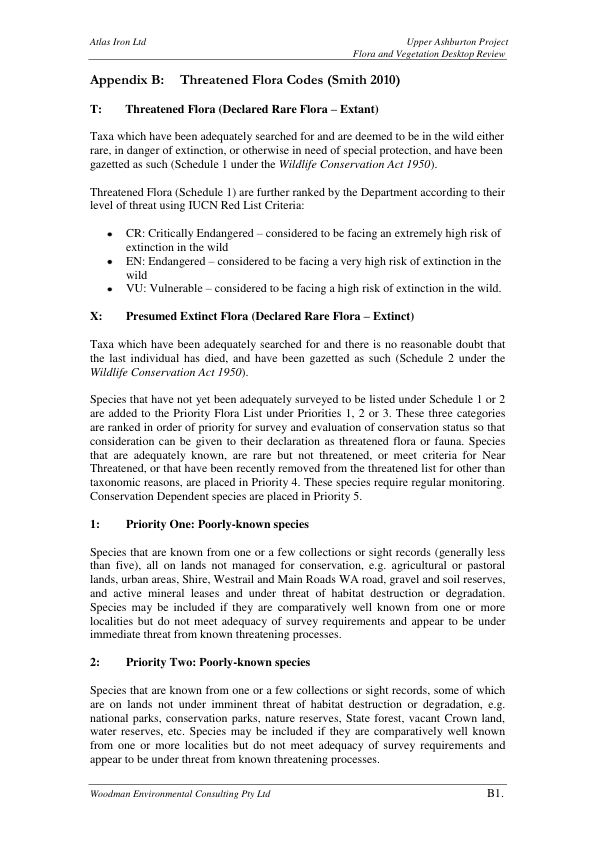 Atlas Iron Ltd Upper Ashburton Project
Flora and Vegetation Desktop Review
Appendix B: Threatened Flora Codes (Smith 2010)
T: Threatened Flora (Declared Rare Flora – Extant)
Taxa which have been adequately searched for and are deemed to be in the wild either
rare, in danger of extinction, or otherwise in need of special protection, and have been
gazetted as such (Schedule 1 under the Wildlife Conservation Act 1950).
Threatened Flora (Schedule 1) are further ranked by the Department according to their
level of threat using IUCN Red List Criteria:
• CR: Critically Endangered – considered to be facing an extremely high risk of
extinction in the wild
• EN: Endangered – considered to be facing a very high risk of extinction in the
wild
• VU: Vulnerable – considered to be facing a high risk of extinction in the wild.
X: Presumed Extinct Flora (Declared Rare Flora – Extinct)
Taxa which have been adequately searched for and there is no reasonable doubt that
the last individual has died, and have been gazetted as such (Schedule 2 under the
Wildlife Conservation Act 1950).
Species that have not yet been adequately surveyed to be listed under Schedule 1 or 2
are added to the Priority Flora List under Priorities 1, 2 or 3. These three categories
are ranked in order of priority for survey and evaluation of conservation status so that
consideration can be given to their declaration as threatened flora or fauna. Species
that are adequately known, are rare but not threatened, or meet criteria for Near
Threatened, or that have been recently removed from the threatened list for other than
taxonomic reasons, are placed in Priority 4. These species require regular monitoring.
Conservation Dependent species are placed in Priority 5.
1: Priority One: Poorly-known species
Species that are known from one or a few collections or sight records (generally less
than five), all on lands not managed for conservation, e.g. agricultural or pastoral
lands, urban areas, Shire, Westrail and Main Roads WA road, gravel and soil reserves,
and active mineral leases and under threat of habitat destruction or degradation.
Species may be included if they are comparatively well known from one or more
localities but do not meet adequacy of survey requirements and appear to be under
immediate threat from known threatening processes.
2: Priority Two: Poorly-known species
Species that are known from one or a few collections or sight records, some of which
are on lands not under imminent threat of habitat destruction or degradation, e.g.
national parks, conservation parks, nature reserves, State forest, vacant Crown land,
water reserves, etc. Species may be included if they are comparatively well known
from one or more localities but do not meet adequacy of survey requirements and
appear to be under threat from known threatening processes.
Woodman Environmental Consulting Pty Ltd B1.